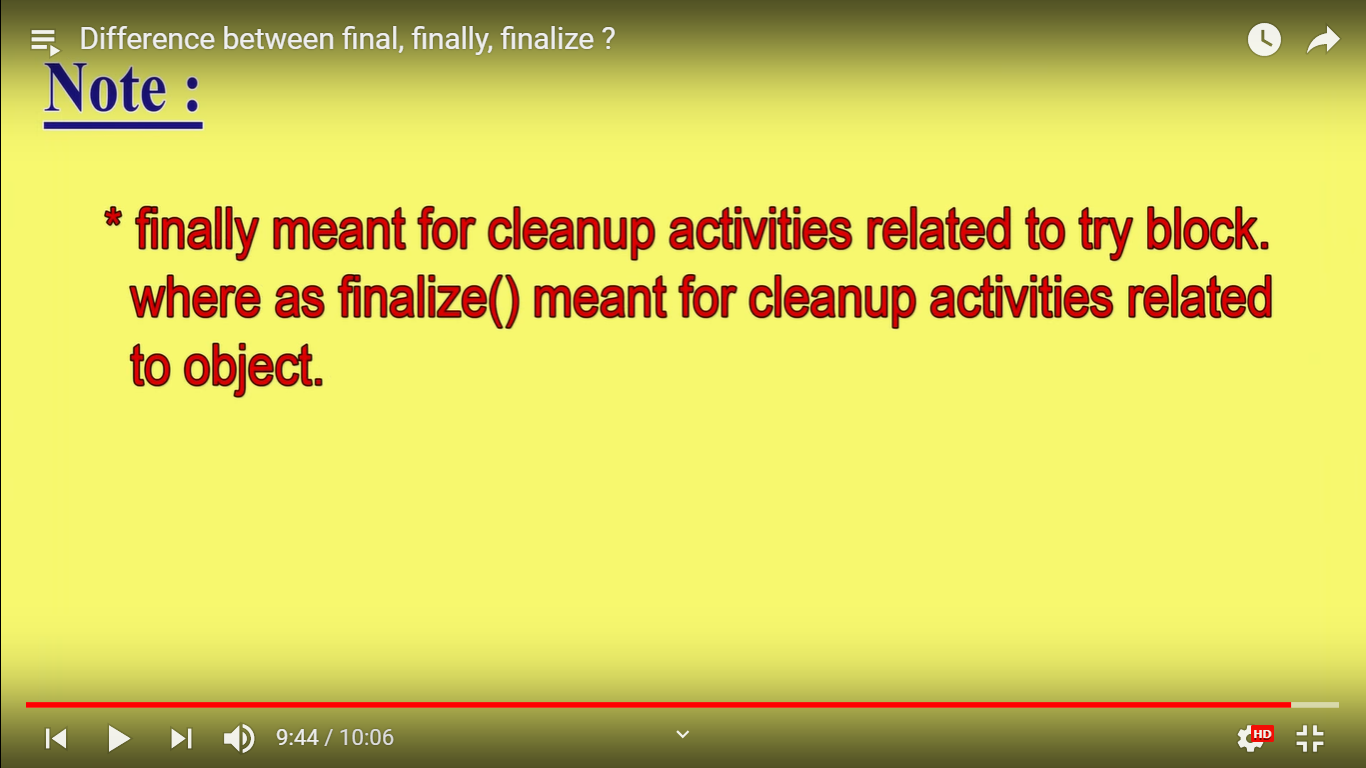 Difference between final, finally, finalize ?
Note :
* finally meant for cleanup activities related to try block.
where as finalize() meant for cleanup activities related
to object.
9:44 / 10:06
HD